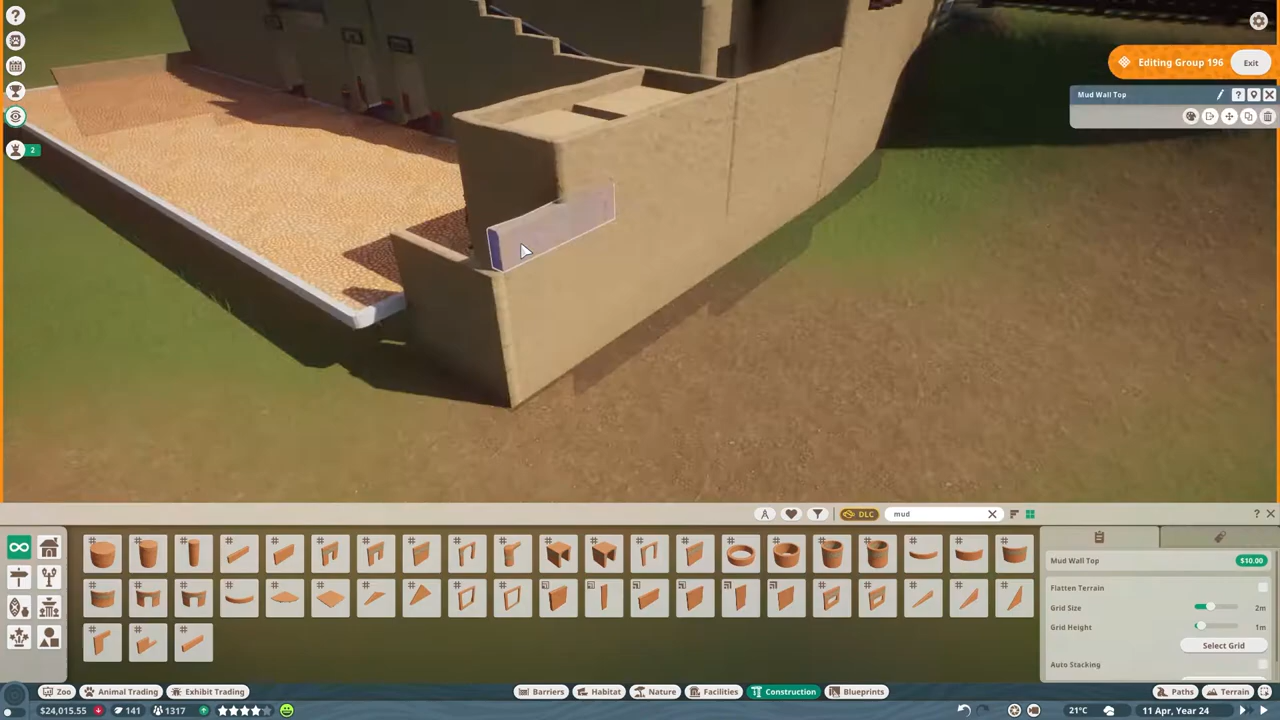 Editing Group 196
Exit
Mud Wall Top
?
2
DLC
mud
?
Mud Wall Top
$10.00
Flatten Terrain
Grid Size
2m
Grid Height
1m
Select Grid
Auto Stacking
Zoo
Animal Trading
Exhibit Trading
Barriers
Habitat
Nature
Facilities
Construction
Blueprints
Paths
Terrain
$24,015.55
141
1317
21°C
11 Apr, Year 24